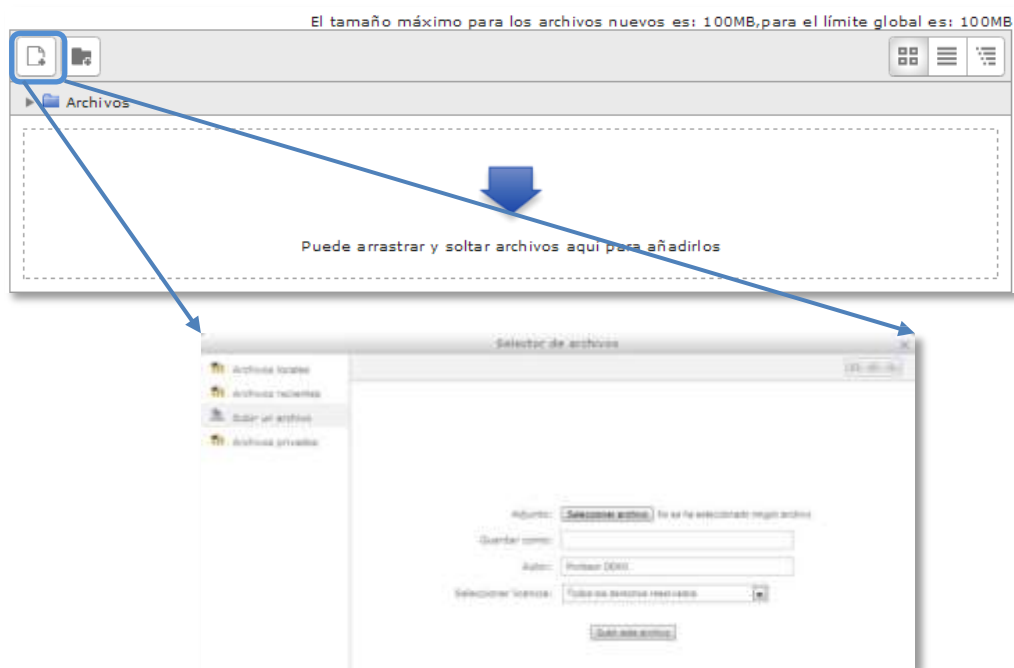 El tamaño máximo para los archivos nuevos es: 100MB,para el límite global es: 100MB
Archivos
Puede arrastrar y soltar archivos aquí para añadirlos
Selector de archivos
Archivos locales
Archivos recientes
Subir un archivo
Archivos privados
Adjunto: Seleccionar archivo No se ha seleccionado ningún archivo
Guardar como:
Autor: Profesor DEMO
Seleccionar licencia: Todos los derechos reservados
Subir este archivo